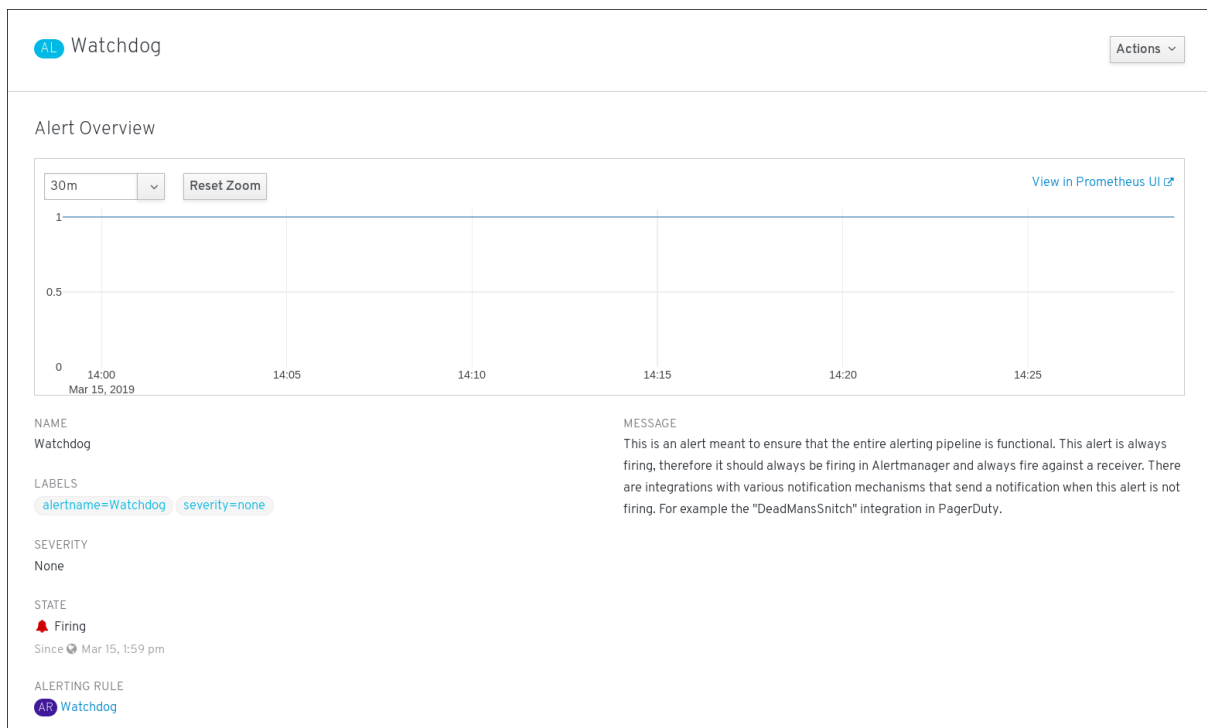 AL Watchdog
Actions
Alert Overview
30m
Reset Zoom
View in Prometheus UI
1
0.5
0
14:00
14:05
14:10
14:15
14:20
14:25
Mar 15, 2019
NAME
Watchdog
LABELS
alertname=Watchdog severity=none
SEVERITY
None
STATE
Firing
Since Mar 15, 1:59 pm
ALERTING RULE
AR Watchdog
MESSAGE
This is an alert meant to ensure that the entire alerting pipeline is functional. This alert is always
firing, therefore it should always be firing in Alertmanager and always fire against a receiver. There
are integrations with various notification mechanisms that send a notification when this alert is not
firing. For example the "DeadMansSnitch" integration in PagerDuty.